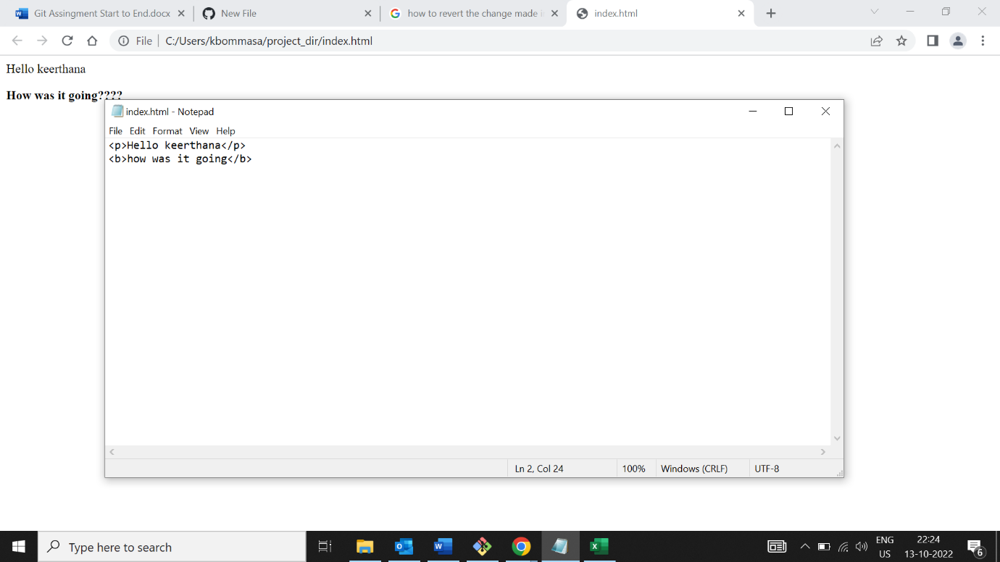 Git Assingment Start to End.docx
New File
how to revert the change made i
index.html
File
C:/Users/kbommasa/project_dir/index.html
Hello keerthana
How was it going????
index.html - Notepad
File Edit Format View Help
<p>Hello keerthana</p>
<b>how was it going</b>
Ln 2, Col 24
100%
Windows (CRLF)
UTF-8
Type here to search
ENG
US
22:24
13-10-2022
6